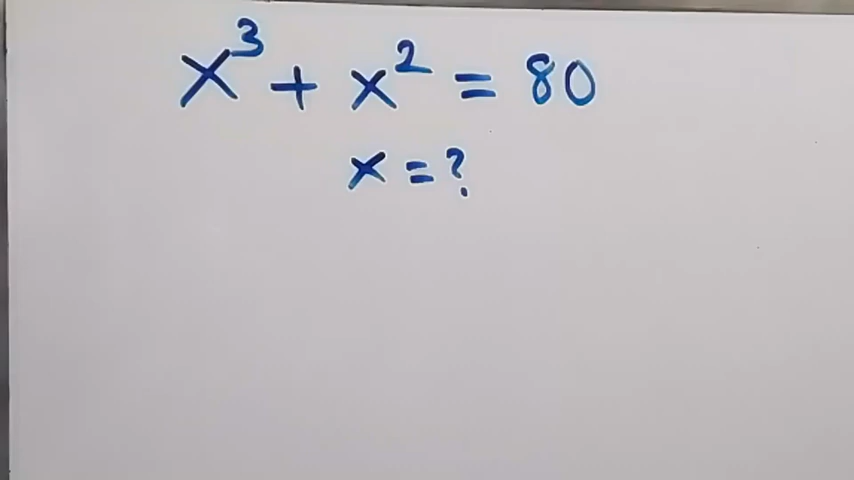 x³ + x² = 80
x = ?